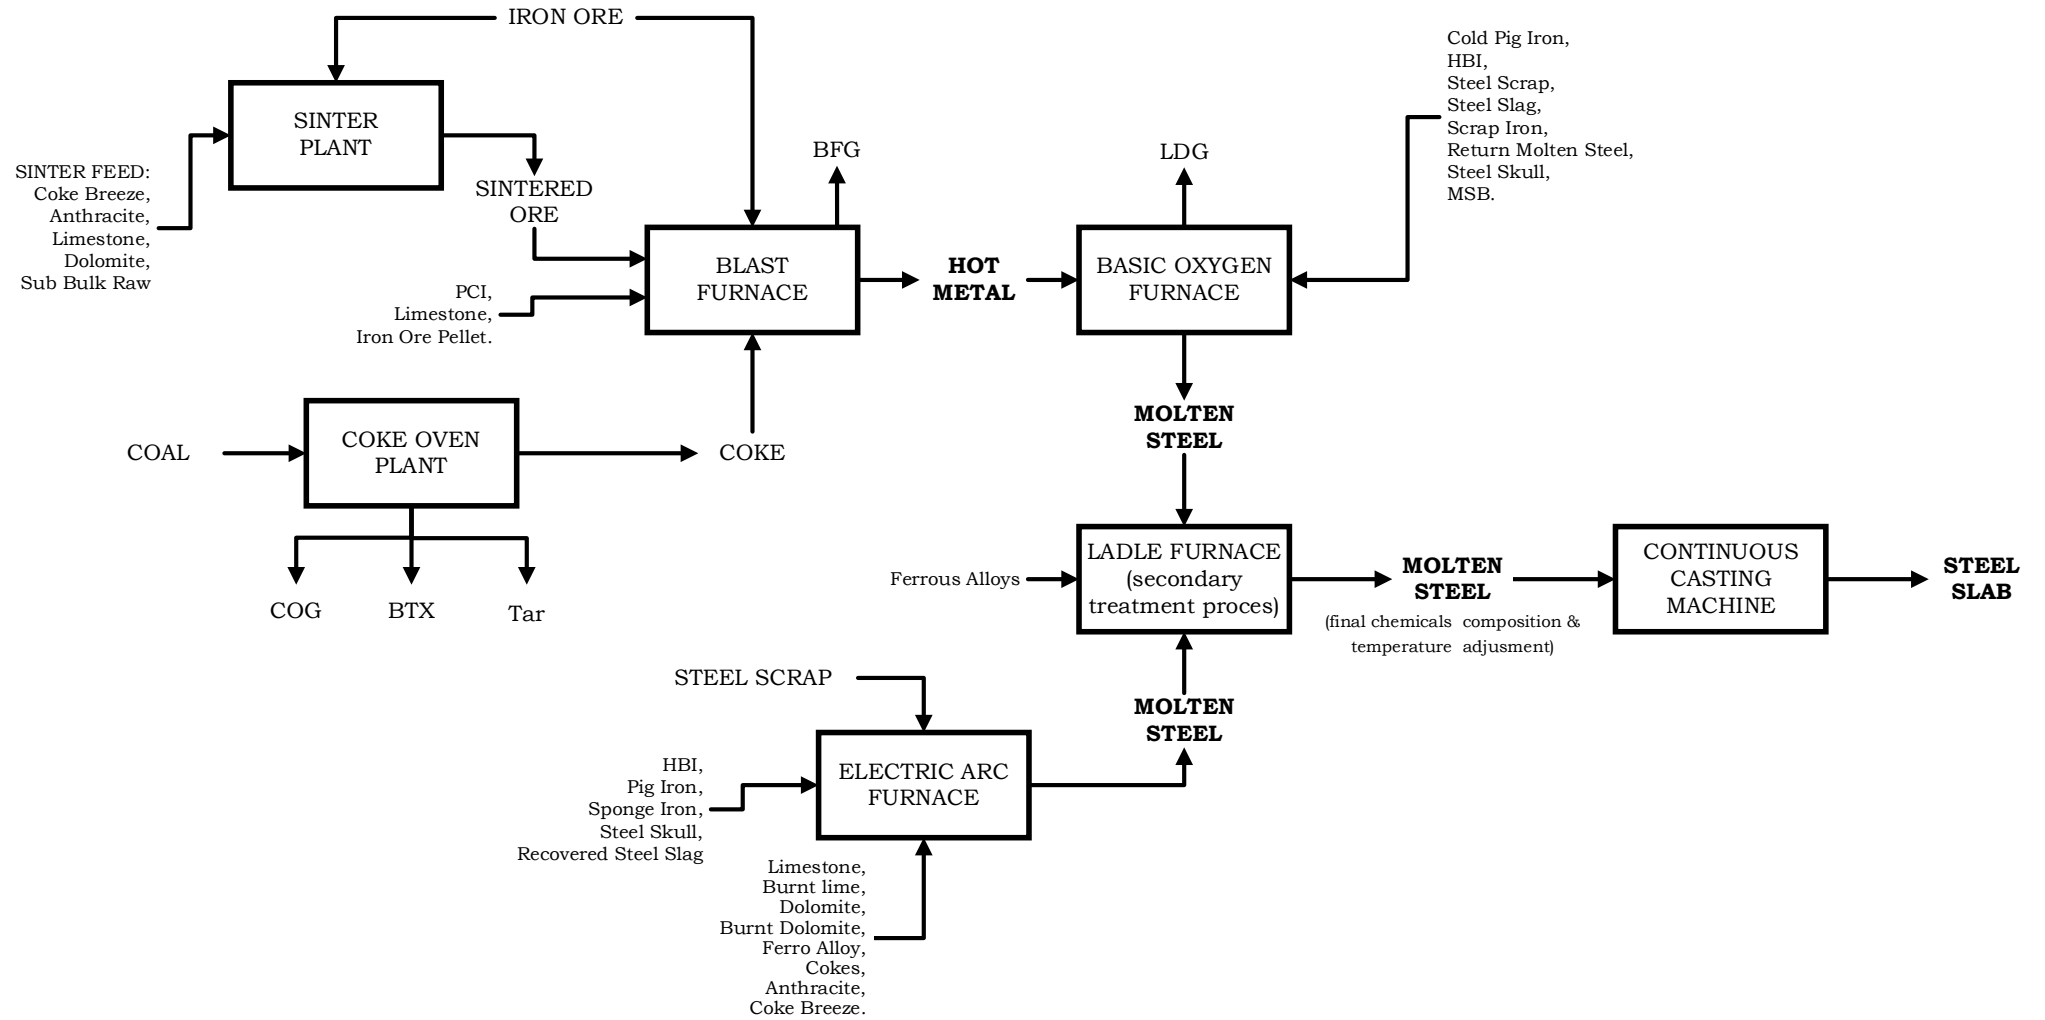 IRON ORE
SINTER
PLANT
SINTER FEED:
Coke Breeze,
Anthracite,
Limestone,
Dolomite,
Sub Bulk Raw
SINTERED
ORE
PCI,
Limestone,
Iron Ore Pellet.
BFG
BLAST
FURNACE
HOT
METAL
LDG
BASIC OXYGEN
FURNACE
Cold Pig Iron,
HBI,
Steel Scrap,
Steel Slag,
Scrap Iron,
Return Molten Steel,
Steel Skull,
MSB.
COAL
COKE OVEN
PLANT
COKE
COG
BTX
Tar
MOLTEN
STEEL
Ferrous Alloys
LADLE FURNACE
(secondary
treatment proces)
MOLTEN
STEEL
(final chemicals composition &
temperature adjusment)
CONTINUOUS
CASTING
MACHINE
STEEL
SLAB
STEEL SCRAP
MOLTEN
STEEL
HBI,
Pig Iron,
Sponge Iron,
Steel Skull,
Recovered Steel Slag
ELECTRIC ARC
FURNACE
Limestone,
Burnt lime,
Dolomite,
Burnt Dolomite,
Ferro Alloy,
Cokes,
Anthracite,
Coke Breeze.